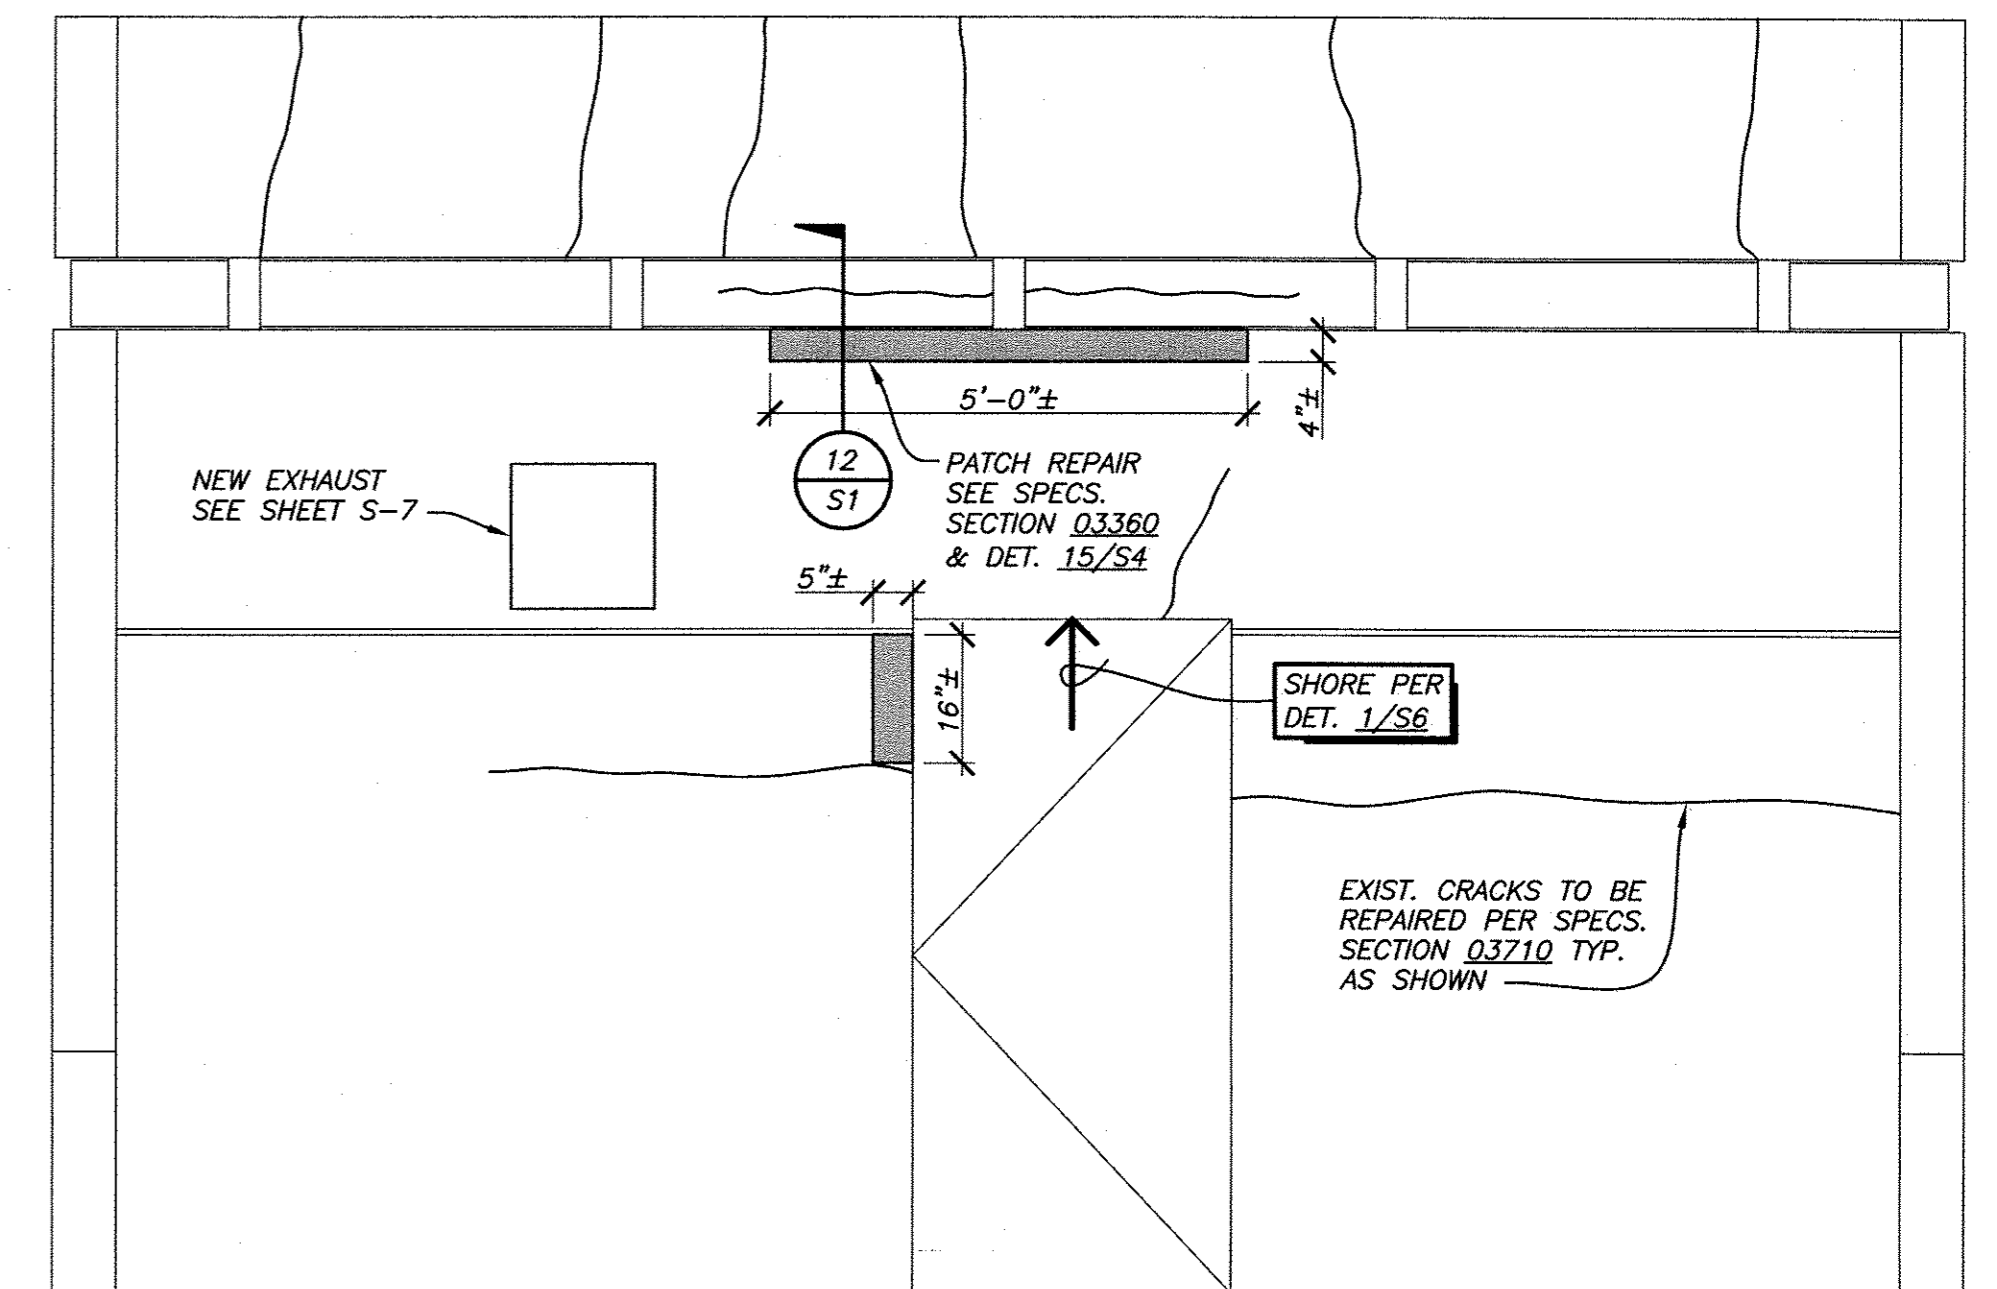 5'-0"±
4"±
12
S1
PATCH REPAIR
SEE SPECS.
SECTION 03360
& DET. 15/S4
NEW EXHAUST
SEE SHEET S-7
5"±
16"±
SHORE PER
DET. 1/S6
EXIST. CRACKS TO BE
REPAIRED PER SPECS.
SECTION 03710 TYP.
AS SHOWN